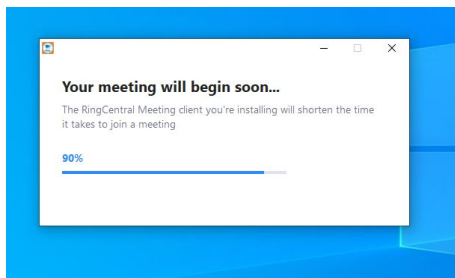 Your meeting will begin soon...
The RingCentral Meeting client you're installing will shorten the time
it takes to join a meeting
90%